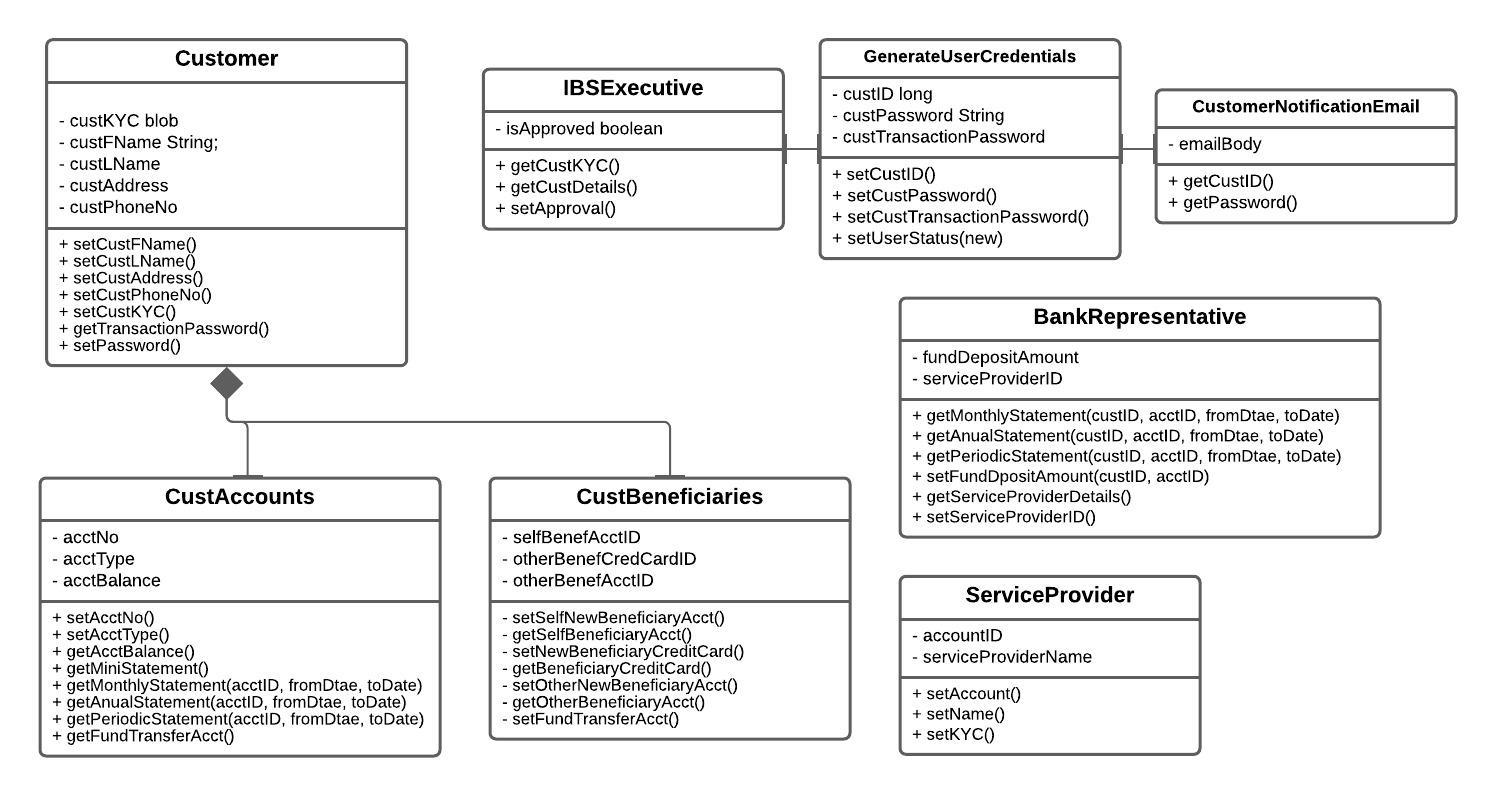 Customer
- custKYC blob
- custFName String;
- custLName
- custAddress
- custPhoneNo
+ setCustFName()
+ setCustLName()
+ setCustAddress()
+ setCustPhoneNo()
+ setCustKYC()
+ getTransactionPassword()
+ setPassword()
IBSExecutive
- isApproved boolean
+ getCustKYC()
+ getCustDetails()
+ setApproval()
GenerateUserCredentials
- custID long
- custPassword String
- custTransactionPassword
+ setCustID()
+ setCustPassword()
+ setCustTransactionPassword()
+ setUserStatus(new)
CustomerNotificationEmail
- emailBody
+ getCustID()
+ getPassword()
BankRepresentative
- fundDepositAmount
- serviceProviderID
+ getMonthlyStatement(custID, acctID, fromDtae, toDate)
+ getAnualStatement(custID, acctID, fromDtae, toDate)
+ getPeriodicStatement(custID, acctID, fromDtae, toDate)
+ setFundDpositAmount(custID, acctID)
+ getServiceProviderDetails()
+ setServiceProviderID()
CustAccounts
- acctNo
- acctType
- acctBalance
+ setAcctNo()
+ setAcctType()
+ getAcctBalance()
+ getMiniStatement()
+ getMonthlyStatement(acctID, fromDtae, toDate)
+ getAnualStatement(acctID, fromDtae, toDate)
+ getPeriodicStatement(acctID, fromDtae, toDate)
+ getFundTransferAcct()
CustBeneficiaries
- selfBenefAcctID
- otherBenefCredCardID
- otherBenefAcctID
- setSelfNewBeneficiaryAcct()
- getSelfBeneficiaryAcct()
- setNewBeneficiaryCreditCard()
- getBeneficiaryCreditCard()
- setOtherNewBeneficiaryAcct()
- getOtherBeneficiaryAcct()
- setFundTransferAcct()
ServiceProvider
- accountID
- serviceProviderName
+ setAccount()
+ setName()
+ setKYC()